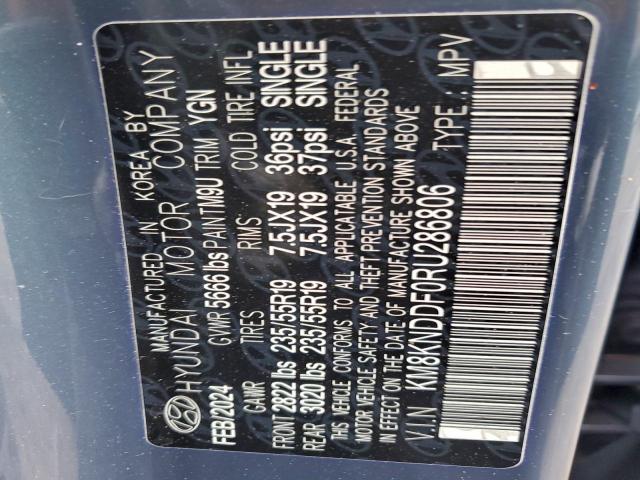 MANUFACTURED IN KOREA BY
HYUNDAI MOTOR COMPANY
FEB/2024 GVWR 5666 lbs PAINT M9U TRIM YGN
GAWR TIRES RIMS COLD TIRE INFL
FRONT 2822 lbs 235/55R19 7.5JX19 36psi SINGLE
REAR 3020 lbs 235/55R19 7.5JX19 37psi SINGLE
THIS VEHICLE CONFORMS TO ALL APPLICABLE U.S.A. FEDERAL
MOTOR VEHICLE SAFETY AND THEFT PREVENTION STANDARDS
IN EFFECT ON THE DATE OF MANUFACTURE SHOWN ABOVE
V.I.N KM8KNDDF0RU286806 TYPE : MPV